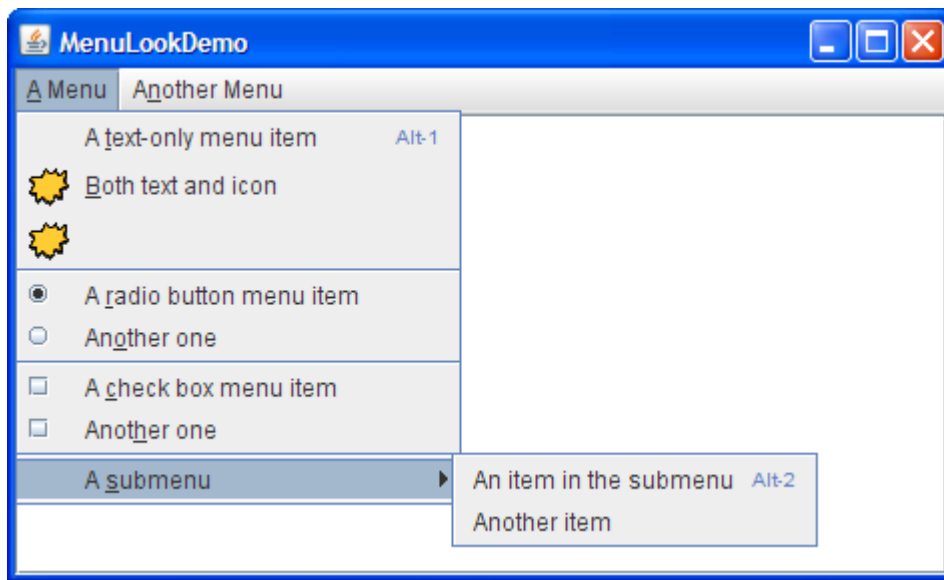 MenuLookDemo
A Menu Another Menu
A text-only menu item Alt-1
Both text and icon
A radio button menu item
Another one
A check box menu item
Another one
A submenu
An item in the submenu Alt-2
Another item